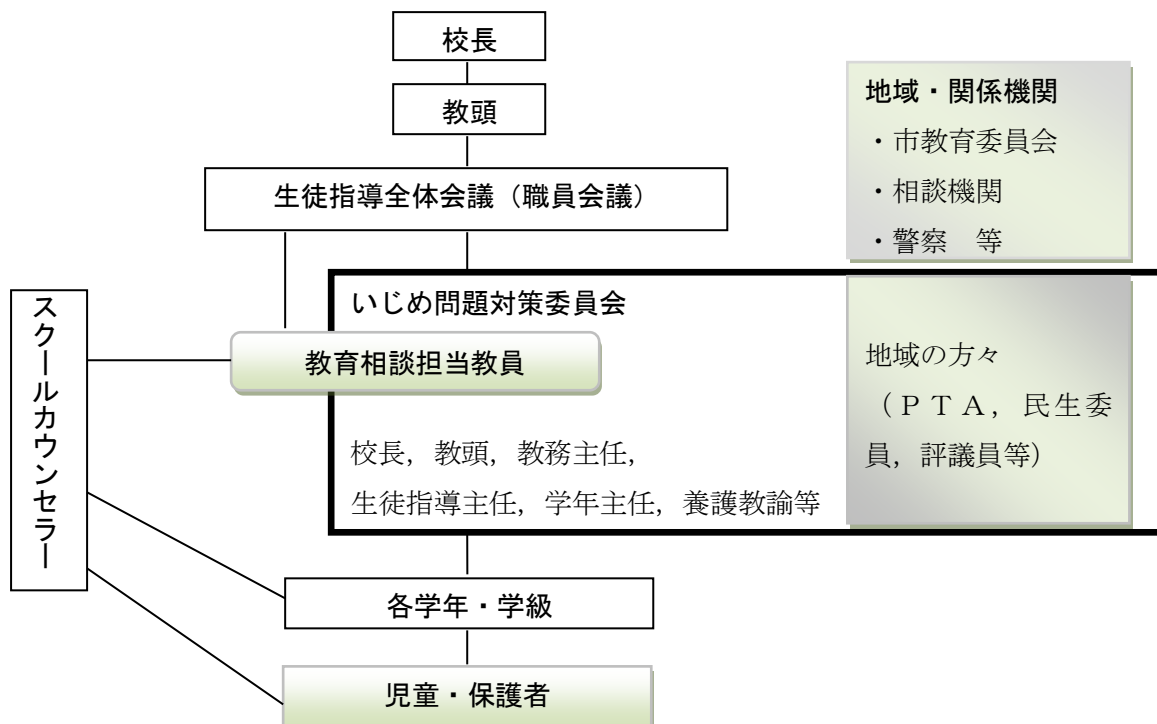 校長
教頭
生徒指導全体会議（職員会議）
地域・関係機関
・市教育委員会
・相談機関
・警察　等
スクールカウンセラー
いじめ問題対策委員会
教育相談担当教員
校長，教頭，教務主任，
生徒指導主任，学年主任，養護教諭等
地域の方々
（ＰＴＡ，民生委
員，評議員等）
各学年・学級
児童・保護者